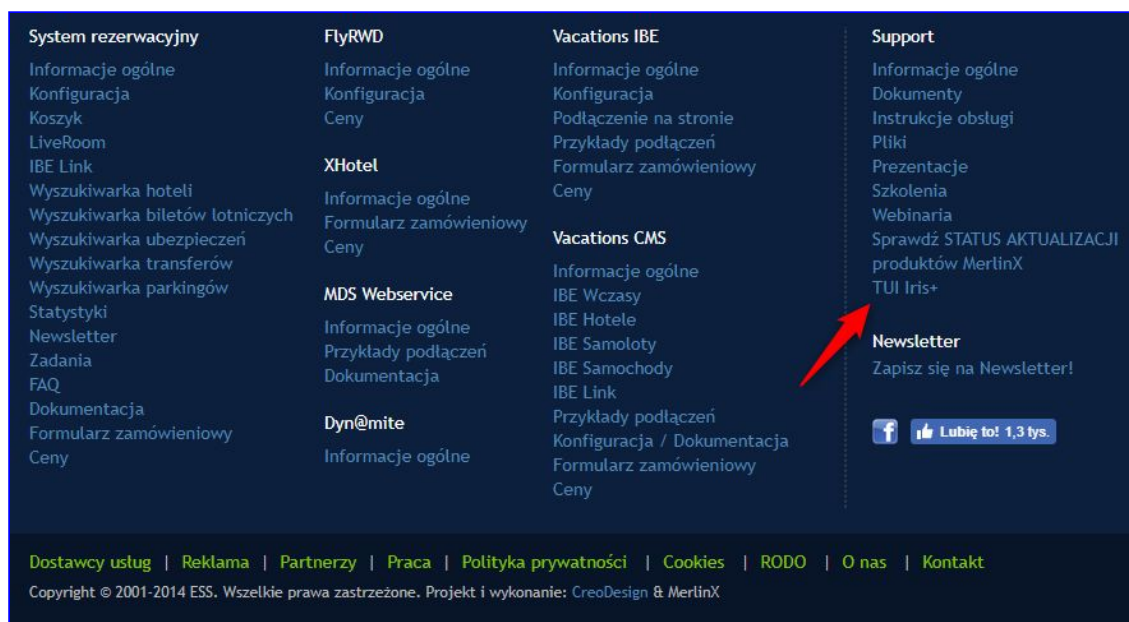 System rezerwacyjny
Informacje ogólne
Konfiguracja
Koszyk
LiveRoom
IBE Link
Wyszukiwarka hoteli
Wyszukiwarka biletów lotniczych
Wyszukiwarka ubezpieczeń
Wyszukiwarka transferów
Wyszukiwarka parkingów
Statystyki
Newsletter
Zadania
FAQ
Dokumentacja
Formularz zamówieniowy
Ceny
FlyRWD
Informacje ogólne
Konfiguracja
Ceny
XHotel
Informacje ogólne
Formularz zamówieniowy
Ceny
MDS Webservice
Informacje ogólne
Przykłady podłączeń
Dokumentacja
Dyn@mite
Informacje ogólne
Vacations IBE
Informacje ogólne
Konfiguracja
Podłączenie na stronie
Przykłady podłączeń
Formularz zamówieniowy
Ceny
Vacations CMS
Informacje ogólne
IBE Wczasy
IBE Hotele
IBE Samoloty
IBE Samochody
IBE Link
Przykłady podłączeń
Konfiguracja / Dokumentacja
Formularz zamówieniowy
Ceny
Support
Informacje ogólne
Dokumenty
Instrukcje obsługi
Pliki
Prezentacje
Szkolenia
Webinaria
Sprawdź STATUS AKTUALIZACJI
produktów MerlinX
TUI Iris+
Newsletter
Zapisz się na Newsletter!
f Lubię to! 1,3 tys.
Dostawcy usług | Reklama | Partnerzy | Praca | Polityka prywatności | Cookies | RODO | O nas | Kontakt
Copyright © 2001-2014 ESS. Wszelkie prawa zastrzeżone. Projekt i wykonanie: CreoDesign & MerlinX